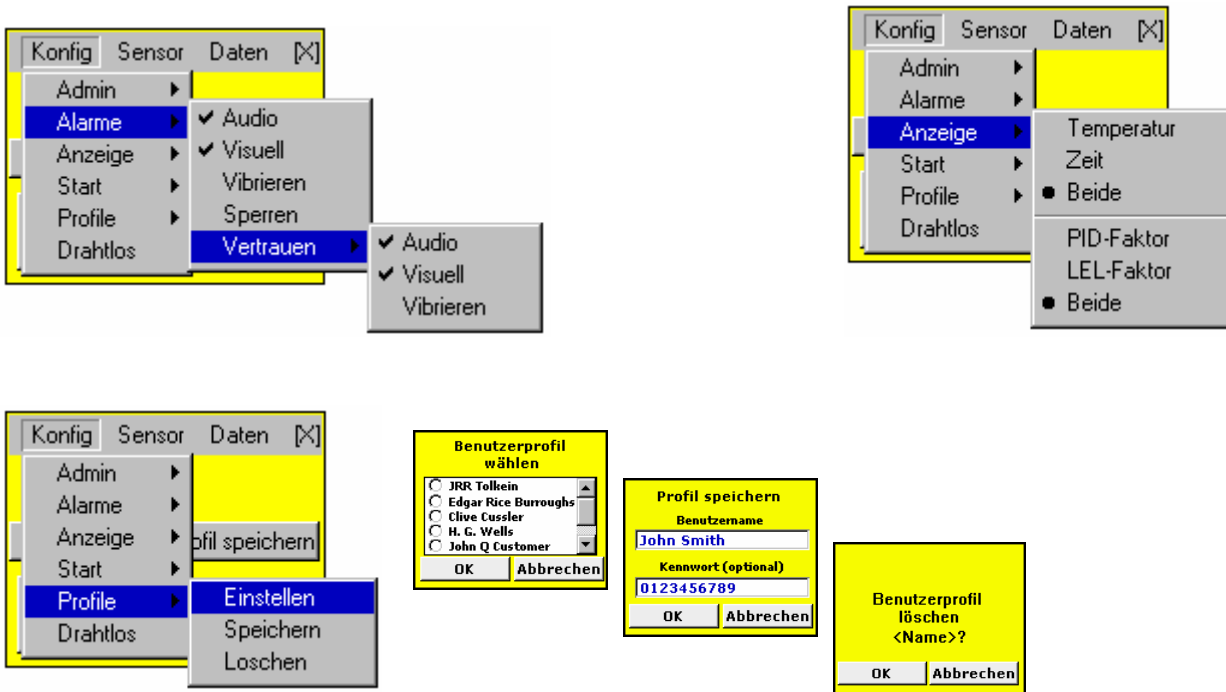 Konfig Sensor Daten [X]
Admin
Alarme
Anzeige
Start
Profile
Drahtlos
Audio
Visuell
Vibrieren
Sperren
Vertrauen
Audio
Visuell
Vibrieren
Konfig Sensor Daten [X]
Admin
Alarme
Anzeige
Start
Profile
Drahtlos
Temperatur
Zeit
Beide
PID-Faktor
LEL-Faktor
Beide
Konfig Sensor Daten [X]
Admin
Alarme
Anzeige
Start
Profile
Drahtlos
ofil speichern
Einstellen
Speichern
Loschen
Benutzerprofil
wählen
JRR Tolkein
Edgar Rice Burroughs
Clive Cussler
H. G. Wells
John Q Customer
OK Abbrechen
Profil speichern
Benutzername
John Smith
Kennwort (optional)
0123456789
OK Abbrechen
Benutzerprofil
löschen
<Name>?
OK Abbrechen